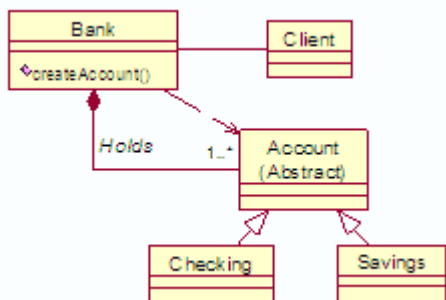 Bank
Client
createAccount()
Holds
1..*
Account
(Abstract)
Checking
Savings